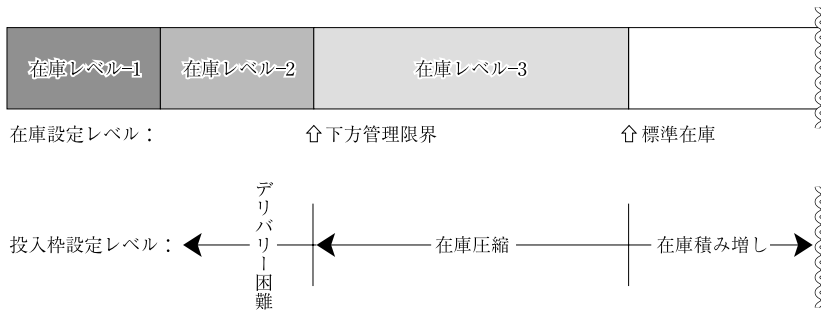 在庫レベル-1
在庫レベル-2
在庫レベル-3
在庫設定レベル：
⇧下方管理限界
⇧標準在庫
投入枠設定レベル：
デリバリー困難
在庫圧縮
在庫積み増し